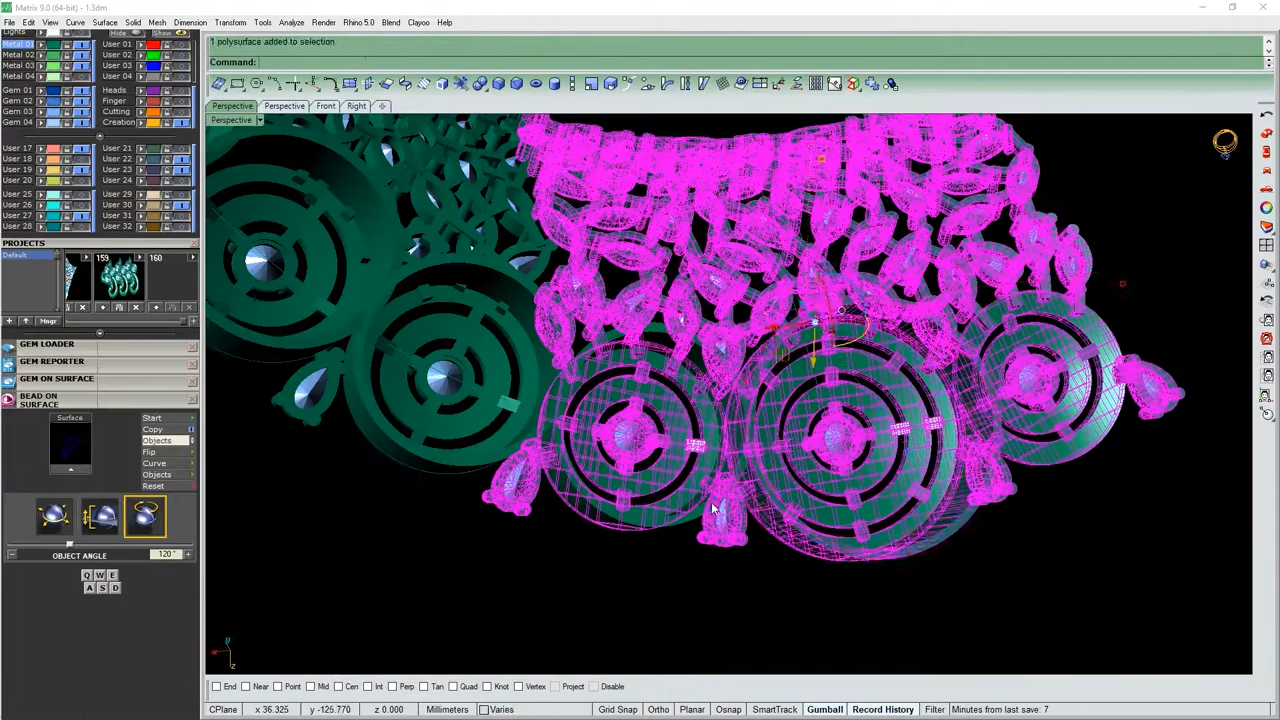 Matrix 9.0 (64-bit) - 1.3dm
File Edit View Curve Surface Solid Mesh Dimension Transform Tools Analyze Render Rhino 5.0 Blend Clayoo Help
Lights Hide Show
1 polysurface added to selection
Command:
Metal 01 User 01
Metal 02 User 02
Metal 03 User 03
Metal 04 User 04
Gem 01 Heads
Gem 02 Finger
Gem 03 Cutting
Gem 04 Creation
Perspective Perspective Front Right
Perspective
User 17 User 21
User 18 User 22
User 19 User 23
User 20 User 24
User 25 User 29
User 26 User 30
User 27 User 31
User 28 User 32
PROJECTS
Default
159 160
Mngr
GEM LOADER
GEM REPORTER
GEM ON SURFACE
BEAD ON
SURFACE
Surface
Start
Copy
Objects
Flip
Curve
Objects
Reset
OBJECT ANGLE 120°
Q W E
A S D
x y z
End Near Point Mid Cen Int Perp Tan Quad Knot Vertex Project Disable
CPlane x 36.325 y -125.770 z 0.000 Millimeters Varies Grid Snap Ortho Planar Osnap SmartTrack Gumball Record History Filter Minutes from last save: 7